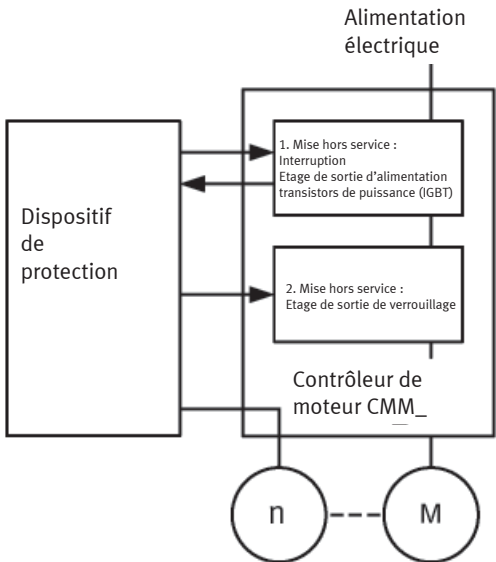 Alimentation
électrique
1. Mise hors service :
Interruption
Etage de sortie d’alimentation
transistors de puissance (IGBT)
Dispositif
de
protection
2. Mise hors service :
Etage de sortie de verrouillage
Contrôleur de
moteur CMM_
n
M